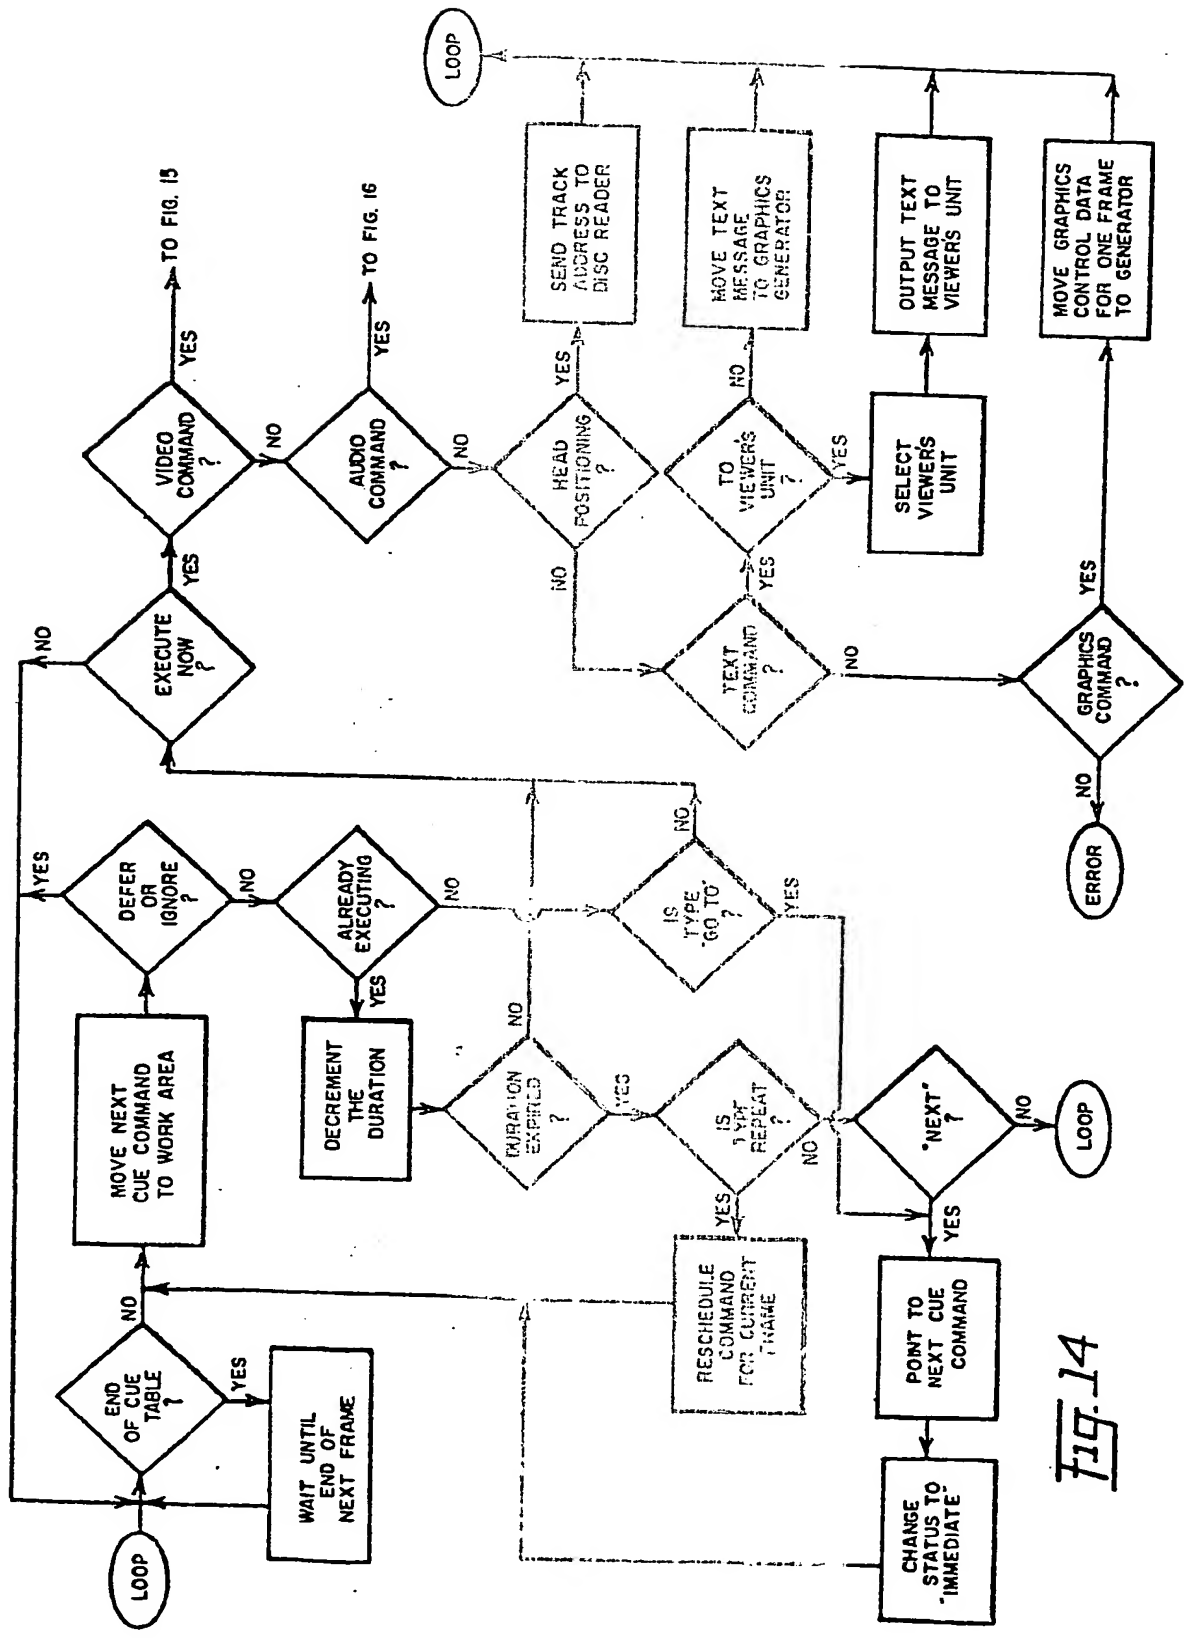 LOOP
END
OF CUE
TABLE
?
NO
YES
WAIT UNTIL
END OF
NEXT FRAME
MOVE NEXT
CUE COMMAND
TO WORK AREA
DEFER
OR
IGNORE
?
YES
NO
ALREADY
EXECUTING
?
YES
NO
DECREMENT
THE
DURATION
DURATION
EXPIRED
?
NO
YES
IS
TYPE
REPEAT
?
YES
NO
RESCHEDULE
COMMAND
FOR CURRENT
FRAME
IS
TYPE
"GO TO"
?
NO
YES
"NEXT"
?
NO
LOOP
YES
POINT TO
NEXT CUE
COMMAND
CHANGE
STATUS TO
"IMMEDIATE"
EXECUTE
NOW
?
NO
YES
VIDEO
COMMAND
?
YES
TO FIG. 15
NO
AUDIO
COMMAND
?
YES
TO FIG. 16
NO
HEAD
POSITIONING
?
YES
NO
SEND TRACK
ADDRESS TO
DISC READER
LOOP
TEXT
COMMAND
?
YES
NO
TO
VIEWER'S
UNIT
?
NO
YES
MOVE TEXT
MESSAGE
TO GRAPHICS
GENERATOR
SELECT
VIEWER'S
UNIT
OUTPUT TEXT
MESSAGE TO
VIEWER'S UNIT
GRAPHICS
COMMAND
?
YES
NO
ERROR
MOVE GRAPHICS
CONTROL DATA
FOR ONE FRAME
TO GENERATOR
Fig. 14